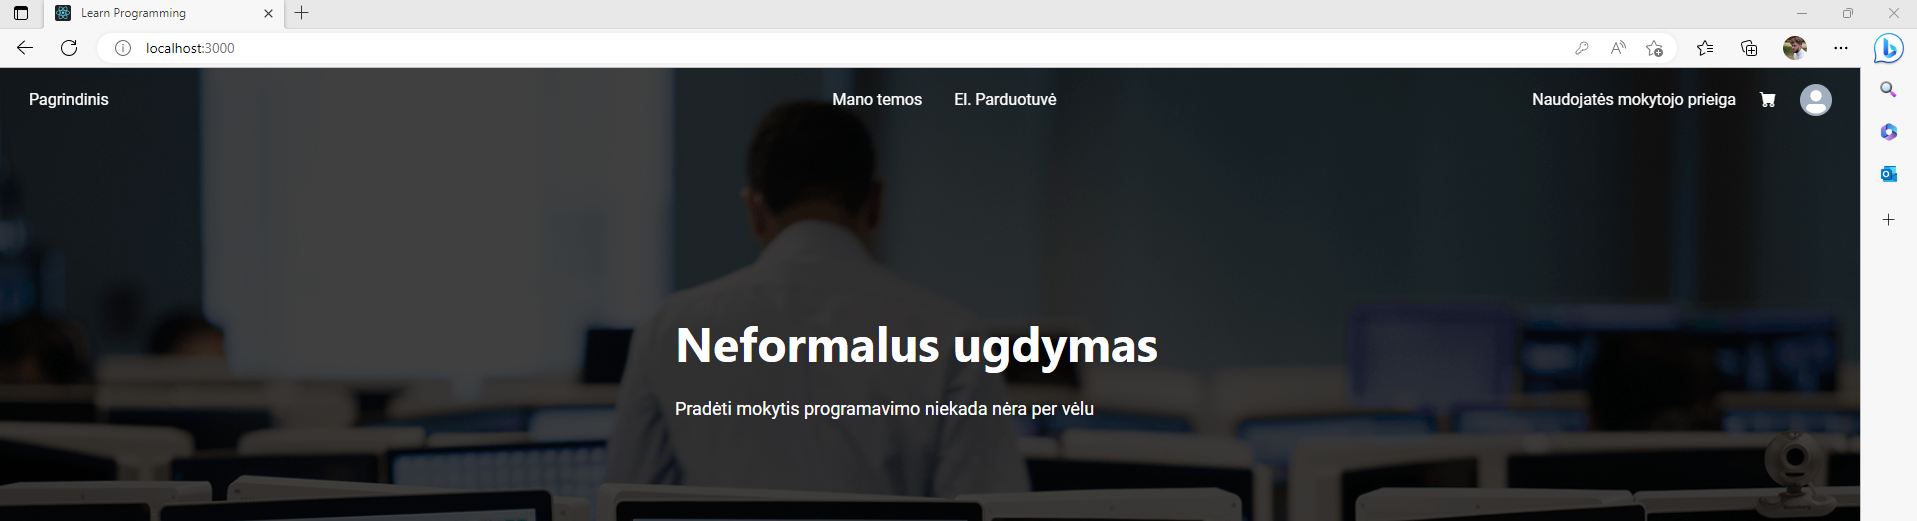 Learn Programming
localhost:3000
Pagrindinis
Mano temos
El. Parduotuvė
Naudojatės mokytojo prieiga
Neformalus ugdymas
Pradėti mokytis programavimo niekada nėra per vėlu